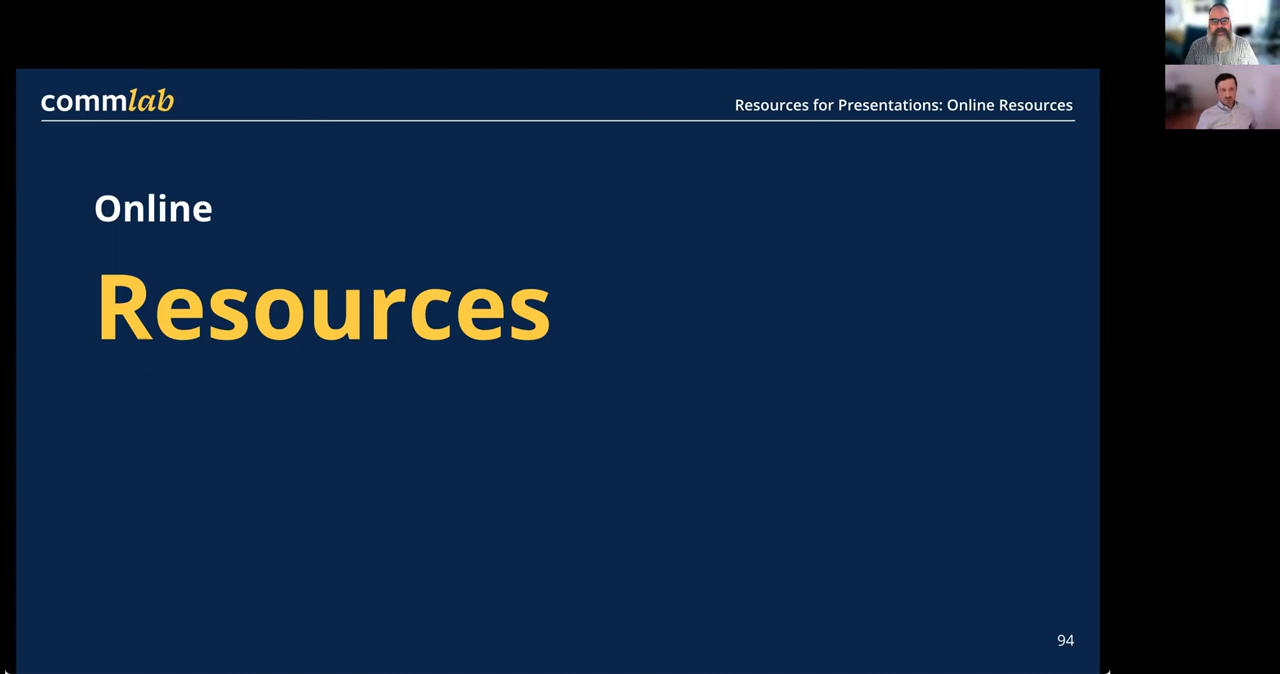 commlab
Resources for Presentations: Online Resources
Online
Resources
94